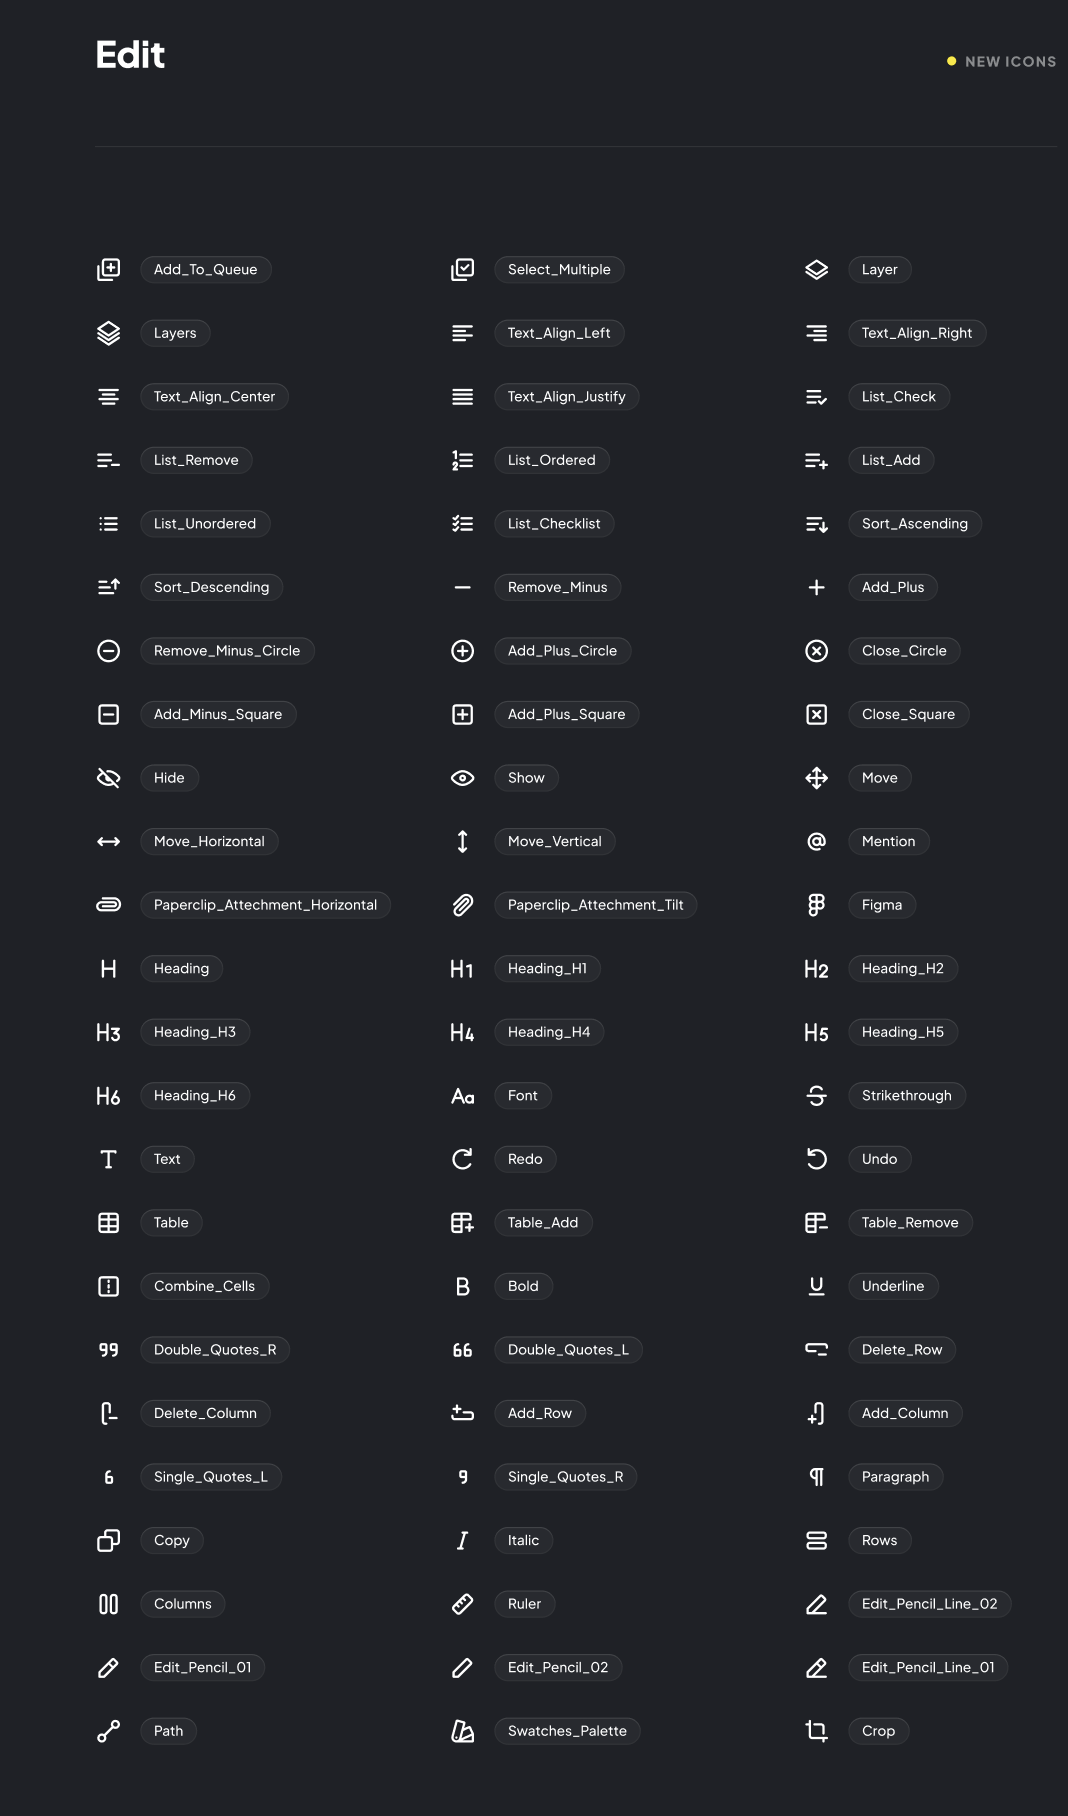 Edit
NEW ICONS
Add_To_Queue
Select_Multiple
Layer
Layers
Text_Align_Left
Text_Align_Right
Text_Align_Center
Text_Align_Justify
List_Check
List_Remove
1 2
List_Ordered
List_Add
List_Unordered
List_Checklist
Sort_Ascending
Sort_Descending
Remove_Minus
Add_Plus
Remove_Minus_Circle
Add_Plus_Circle
Close_Circle
Add_Minus_Square
Add_Plus_Square
Close_Square
Hide
Show
Move
Move_Horizontal
Move_Vertical
@ Mention
Paperclip_Attechment_Horizontal
Paperclip_Attechment_Tilt
Figma
H Heading
H1 Heading_H1
H2 Heading_H2
H3 Heading_H3
H4 Heading_H4
H5 Heading_H5
H6 Heading_H6
Aa Font
S Strikethrough
T Text
Redo
Undo
Table
Table_Add
Table_Remove
Combine_Cells
B Bold
U Underline
99 Double_Quotes_R
66 Double_Quotes_L
Delete_Row
Delete_Column
Add_Row
Add_Column
6 Single_Quotes_L
9 Single_Quotes_R
¶ Paragraph
Copy
I Italic
Rows
Columns
Ruler
Edit_Pencil_Line_02
Edit_Pencil_01
Edit_Pencil_02
Edit_Pencil_Line_01
Path
Swatches_Palette
Crop